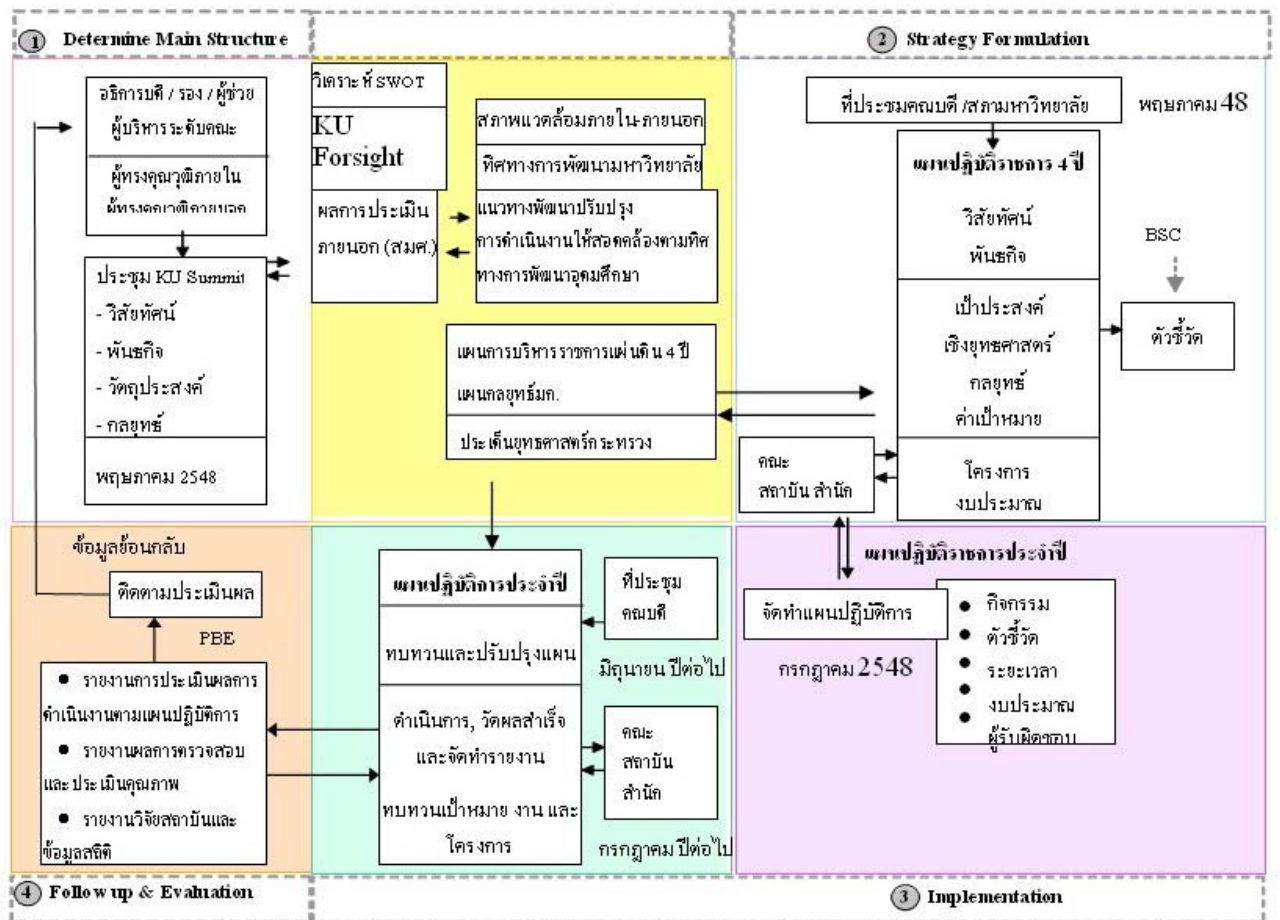 1 Determine Main Structure
2 Strategy Formulation
อธิการบดี / รอง / ผู้ช่วย
ผู้บริหารระดับคณะ
ผู้ทรงคุณวุฒิภายใน
ผู้ทรงคุณวุฒิภายนอก
ประชุม KU Summit
- วิสัยทัศน์
- พันธกิจ
- วัตถุประสงค์
- กลยุทธ์
พฤษภาคม 2548
วิเคราะห์ SWOT
KU
Forsight
ผลการประเมิน
ภายนอก (สมศ.)
สภาพแวดล้อมภายใน-ภายนอก
ทิศทางการพัฒนามหาวิทยาลัย
แนวทางพัฒนาปรับปรุง
การดำเนินงานให้สอดคล้องตามทิศ
ทางการพัฒนาอุดมศึกษา
แผนการบริหารราชการแผ่นดิน 4 ปี
แผนกลยุทธ์มก.
ประเด็นยุทธศาสตร์กระทรวง
ที่ประชุมคณบดี /สภามหาวิทยาลัย
พฤษภาคม 48
แผนปฏิบัติราชการ 4 ปี
วิสัยทัศน์
พันธกิจ
เป้าประสงค์
เชิงยุทธศาสตร์
กลยุทธ์
ค่าเป้าหมาย
โครงการ
งบประมาณ
BSC
ตัวชี้วัด
คณะ
สถาบัน สำนัก
ข้อมูลย้อนกลับ
ติดตามประเมินผล
PBE
● รายงานการประเมินผลการ
ดำเนินงานตามแผนปฏิบัติการ
● รายงานผลการตรวจสอบ
และประเมินคุณภาพ
● รายงานวิจัยสถาบันและ
ข้อมูลสถิติ
แผนปฏิบัติการประจำปี
ทบทวนและปรับปรุงแผน
ดำเนินการ, วัดผลสำเร็จ
และจัดทำรายงาน
ทบทวนเป้าหมาย งาน และ
โครงการ
ที่ประชุม
คณบดี
มิถุนายน ปีต่อไป
คณะ
สถาบัน
สำนัก
กรกฎาคม ปีต่อไป
แผนปฏิบัติราชการประจำปี
จัดทำแผนปฏิบัติการ
กรกฎาคม 2548
● กิจกรรม
● ตัวชี้วัด
● ระยะเวลา
● งบประมาณ
● ผู้รับผิดชอบ
4 Follow up & Evaluation
3 Implementation